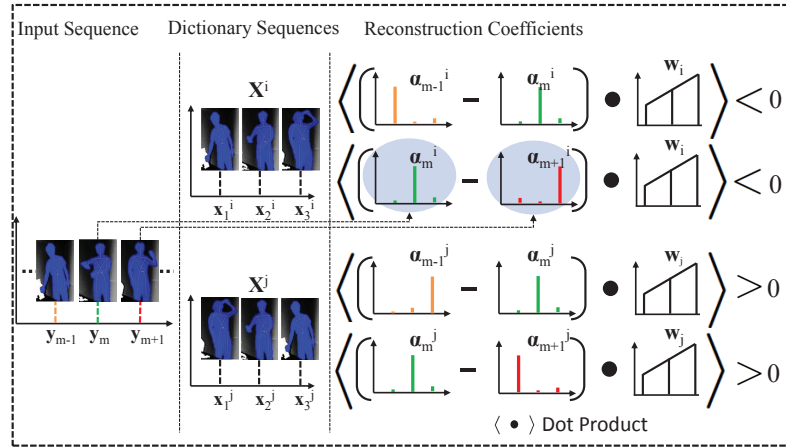 Input Sequence Dictionary Sequences Reconstruction Coefficients
X^i
α_{m-1}^i − α_m^i • w_i < 0
α_m^i − α_{m+1}^i • w_i < 0
x_1^i x_2^i x_3^i
... ...
y_{m-1} y_m y_{m+1}
X^j
α_{m-1}^j − α_m^j • w_j > 0
α_m^j − α_{m+1}^j • w_j > 0
x_1^j x_2^j x_3^j
⟨ • ⟩ Dot Product